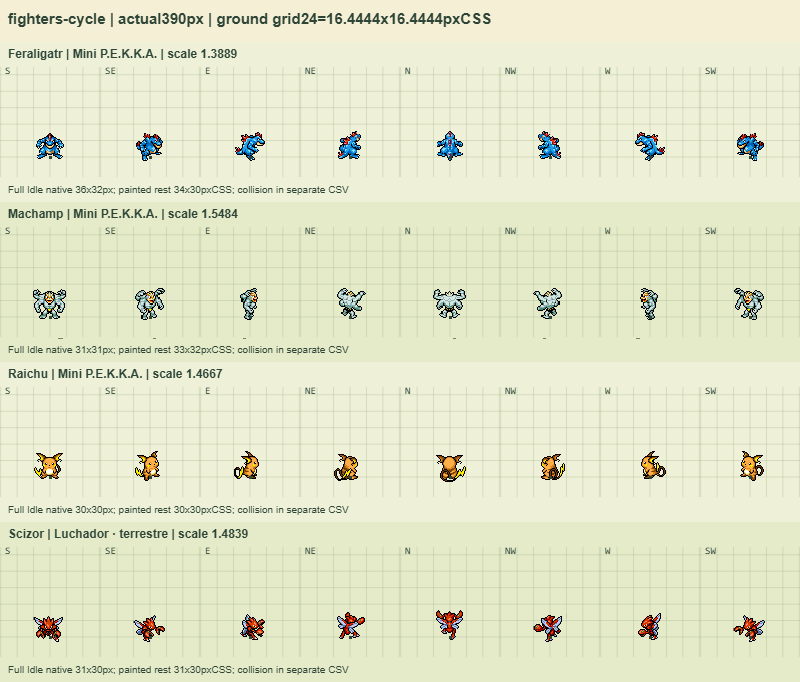 fighters-cycle | actual390px | ground grid24=16.4444x16.4444pxCSS
Feraligatr | Mini P.E.K.K.A. | scale 1.3889
S SE E NE N NW W SW
Full Idle native 36x32px; painted rest 34x30pxCSS; collision in separate CSV
Machamp | Mini P.E.K.K.A. | scale 1.5484
S SE E NE N NW W SW
Full Idle native 31x31px; painted rest 33x32pxCSS; collision in separate CSV
Raichu | Mini P.E.K.K.A. | scale 1.4667
S SE E NE N NW W SW
Full Idle native 30x30px; painted rest 30x30pxCSS; collision in separate CSV
Scizor | Luchador · terrestre | scale 1.4839
S SE E NE N NW W SW
Full Idle native 31x30px; painted rest 31x30pxCSS; collision in separate CSV